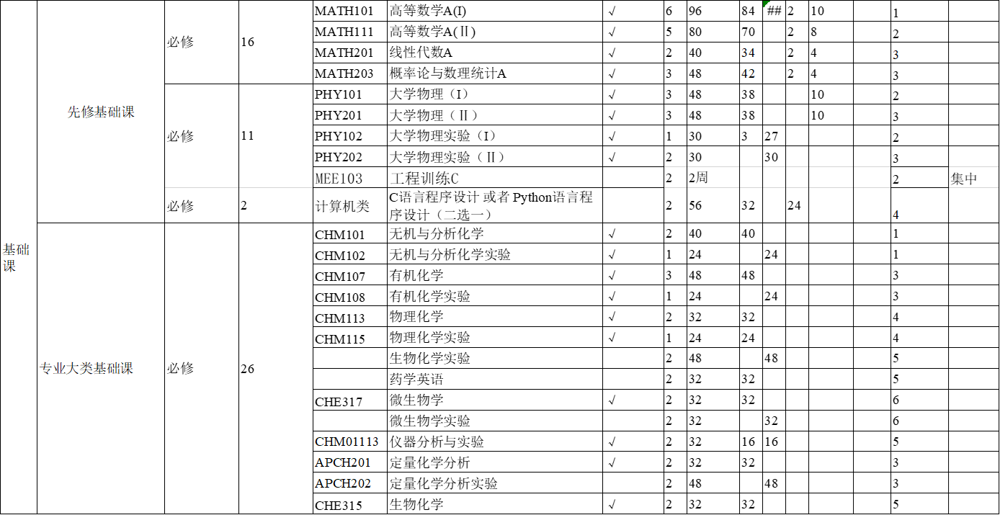 MATH101 高等数学A(I) √ 6 96 84 ## 2 10 1
MATH111 高等数学A(Ⅱ) √ 5 80 70 2 8 2
必修 16
MATH201 线性代数A √ 2 40 34 2 4 3
MATH203 概率论与数理统计A √ 3 48 42 2 4 3
PHY101 大学物理（I） √ 3 48 38 10 2
先修基础课
PHY201 大学物理（Ⅱ） √ 3 48 38 10 3
必修 11
PHY102 大学物理实验（I） √ 1 30 3 27 2
PHY202 大学物理实验（Ⅱ） √ 2 30 30 3
MEE103 工程训练C 2 2周 2 集中
必修 2 计算机类 C语言程序设计 或者 Python语言程
序设计（二选一） 2 56 32 24 4
CHM101 无机与分析化学 √ 2 40 40 1
基础
课
CHM102 无机与分析化学实验 √ 1 24 24 1
CHM107 有机化学 √ 3 48 48 3
CHM108 有机化学实验 √ 1 24 24 3
CHM113 物理化学 √ 2 32 32 4
CHM115 物理化学实验 √ 1 24 24 4
生物化学实验 2 48 48 5
专业大类基础课 必修 26
药学英语 2 32 32 5
CHE317 微生物学 √ 2 32 32 6
微生物学实验 2 32 32 6
CHM01113 仪器分析与实验 √ 2 32 16 16 5
APCH201 定量化学分析 √ 2 32 32 3
APCH202 定量化学分析实验 2 48 48 3
CHE315 生物化学 √ 2 32 32 5